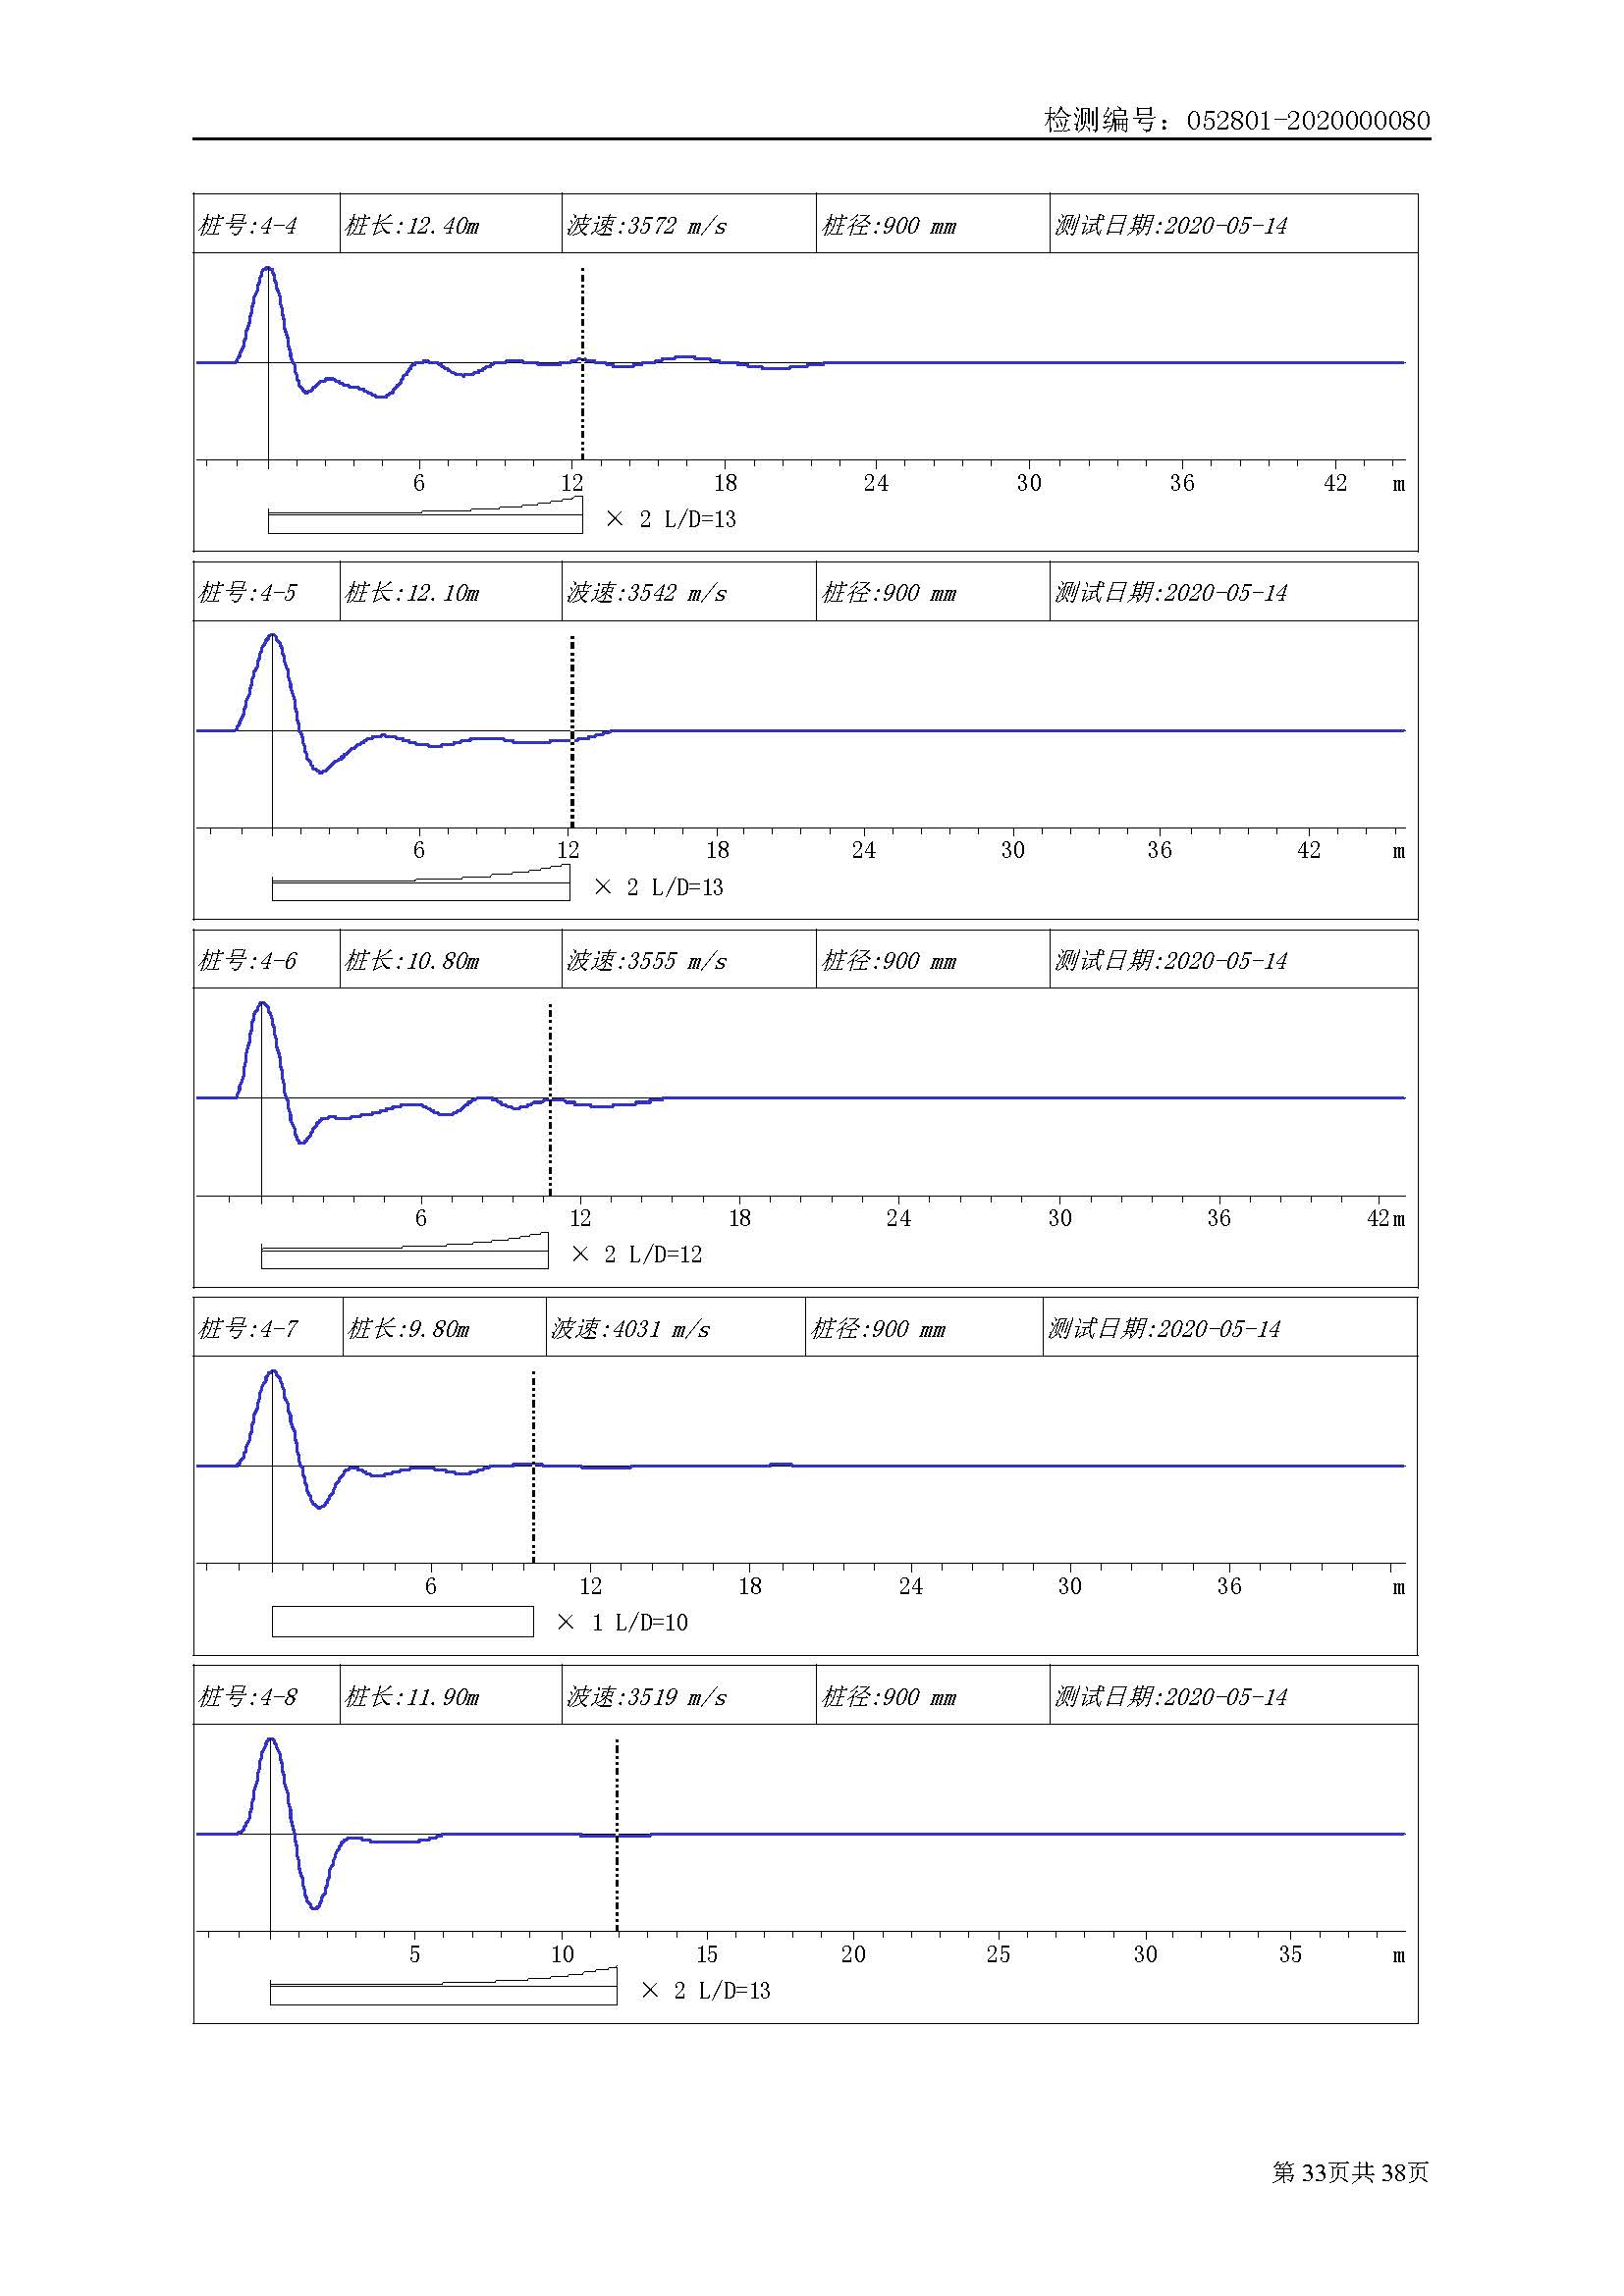 检测编号：052801-2020000080
桩号:4-4 桩长:12.40m 波速:3572 m/s 桩径:900 mm 测试日期:2020-05-14
6 12 18 24 30 36 42 m
× 2 L/D=13
桩号:4-5 桩长:12.10m 波速:3542 m/s 桩径:900 mm 测试日期:2020-05-14
6 12 18 24 30 36 42 m
× 2 L/D=13
桩号:4-6 桩长:10.80m 波速:3555 m/s 桩径:900 mm 测试日期:2020-05-14
6 12 18 24 30 36 42m
× 2 L/D=12
桩号:4-7 桩长:9.80m 波速:4031 m/s 桩径:900 mm 测试日期:2020-05-14
6 12 18 24 30 36 m
× 1 L/D=10
桩号:4-8 桩长:11.90m 波速:3519 m/s 桩径:900 mm 测试日期:2020-05-14
5 10 15 20 25 30 35 m
× 2 L/D=13
第 33页共 38页